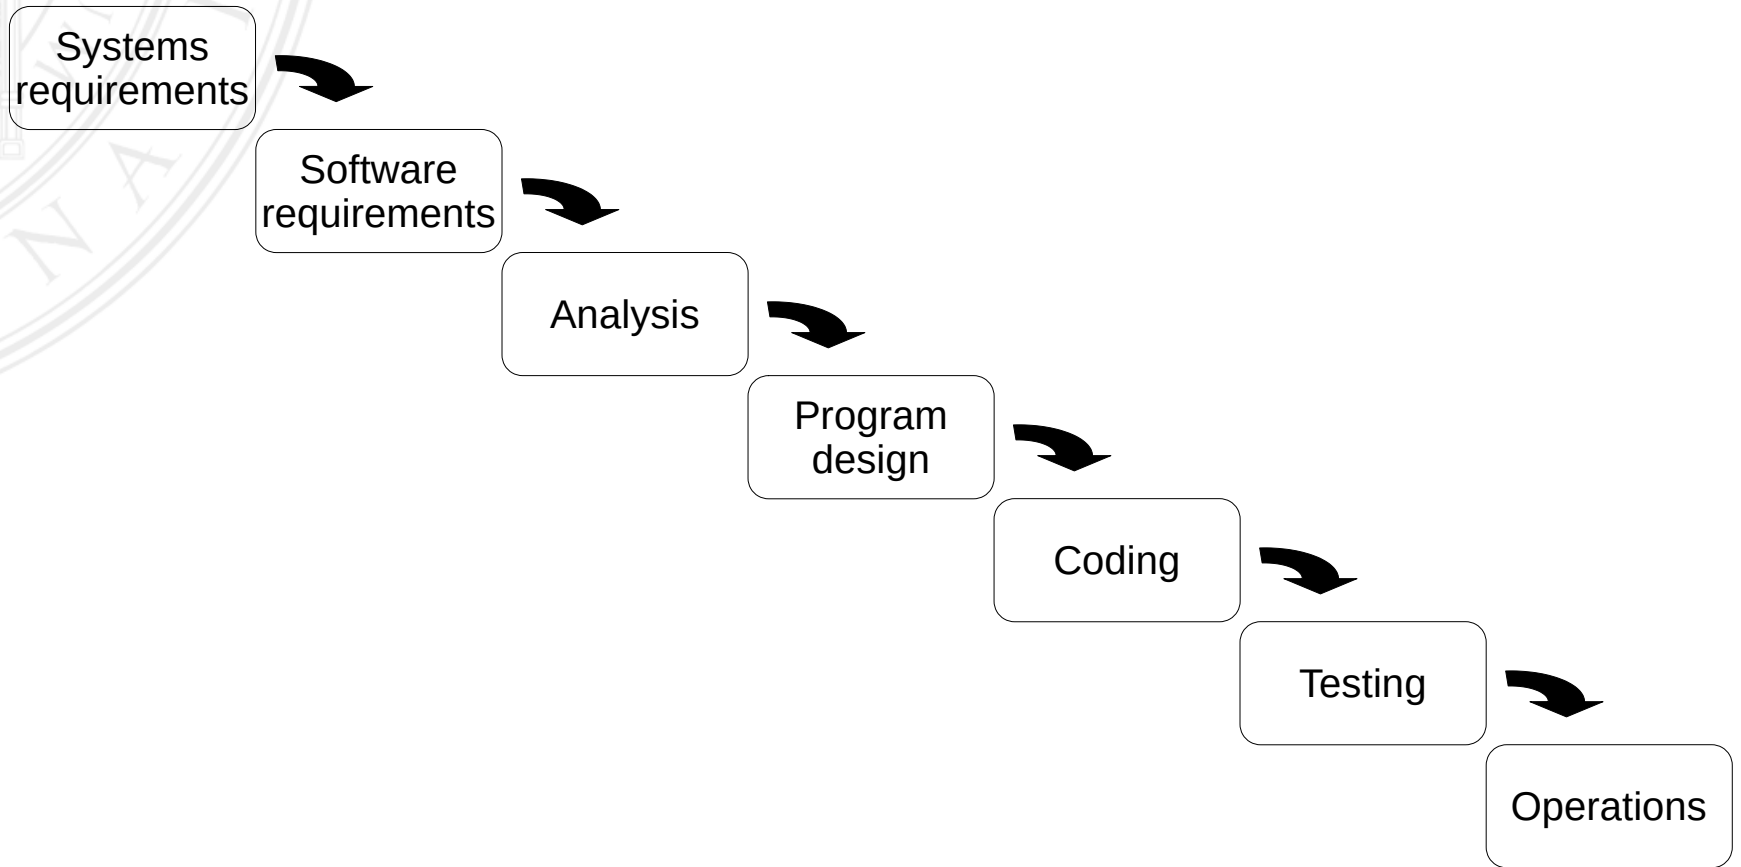 Systems
requirements
Software
requirements
Analysis
Program
design
Coding
Testing
Operations